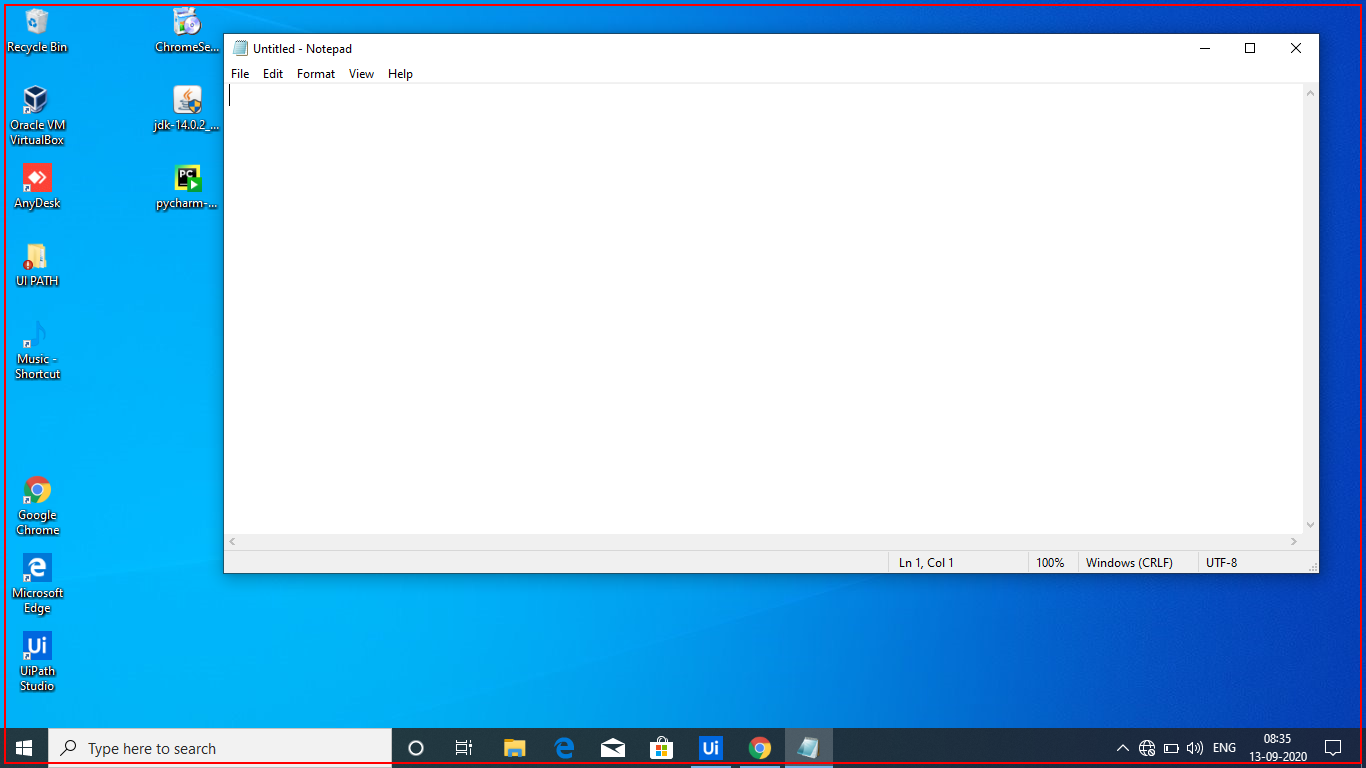 Recycle Bin
ChromeSe...
Oracle VM
VirtualBox
jdk-14.0.2_...
AnyDesk
PC
pycharm-...
UI PATH
Music -
Shortcut
Google
Chrome
Microsoft
Edge
Ui
UiPath
Studio
Untitled - Notepad
File Edit Format View Help
Ln 1, Col 1 100% Windows (CRLF) UTF-8
Type here to search
Ui
ENG
08:35
13-09-2020